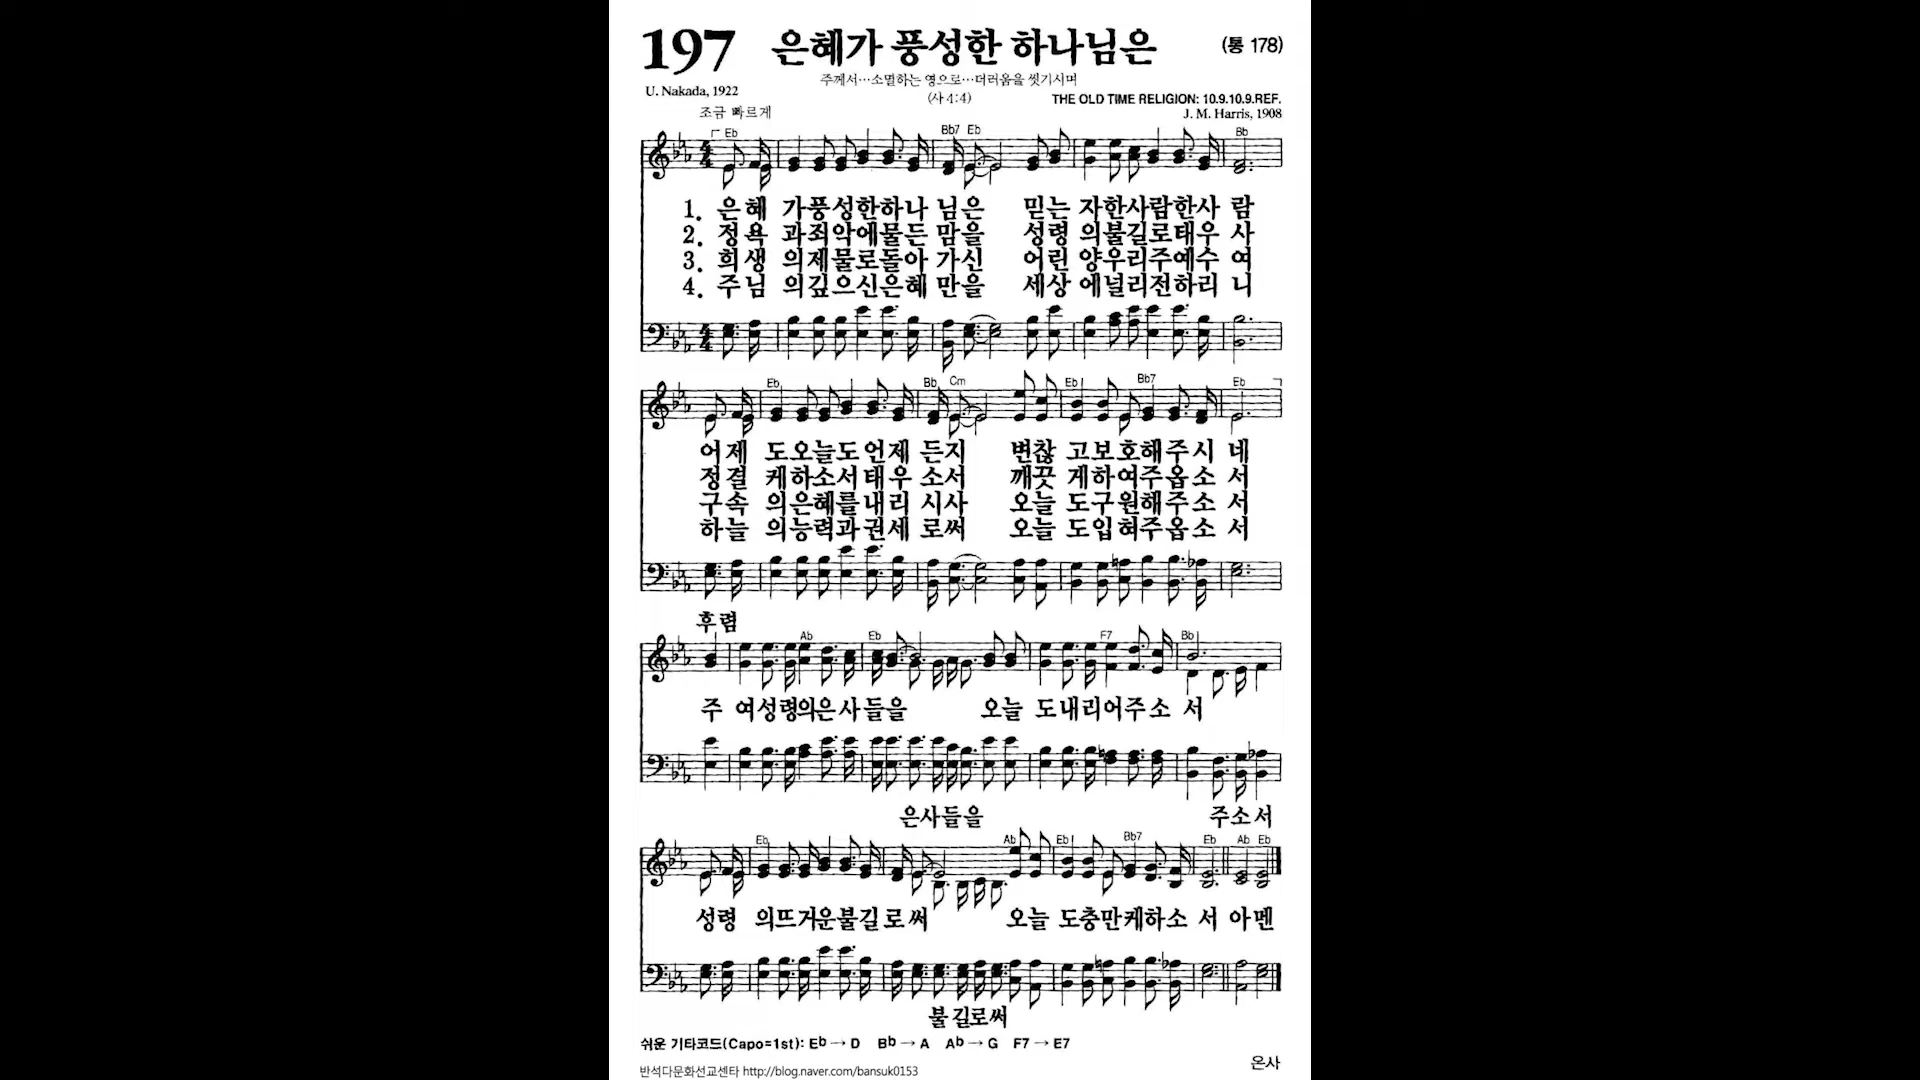 197 은혜가 풍성한 하나님은 (통 178)
주께서…소멸하는 영으로…더러움을 씻기시며
U. Nakada, 1922 (사 4:4) THE OLD TIME RELIGION: 10.9.10.9.REF.
조금 빠르게 J. M. Harris, 1908
Eb Bb7 Eb Bb
1. 은혜 가풍성한하나 님은 믿는 자한사람한사 람
2. 정욕 과죄악에물든 맘을 성령 의불길로태우 사
3. 희생 의제물로돌아 가신 어린 양우리주예수 여
4. 주님 의깊으신은혜 만을 세상 에널리전하리 니
Eb Bb Cm Eb Bb7 Eb
어제 도오늘도언제 든지 변찮 고보호해주시 네
정결 케하소서태우 소서 깨끗 게하여주옵소 서
구속 의은혜를내리 시사 오늘 도구원해주소 서
하늘 의능력과권세 로써 오늘 도입혀주옵소 서
후렴
Ab Eb F7 Bb
주 여성령의은사들을 오늘 도내리어주소 서
은사들을 주소서
Eb Ab Eb Bb7 Eb Ab Eb
성령 의뜨거운불길로써 오늘 도충만케하소 서 아멘
불길로써
쉬운 기타코드(Capo=1st): Eb→D Bb→A Ab→G F7→E7
반석다문화선교센타 http://blog.naver.com/bansuk0153 은사